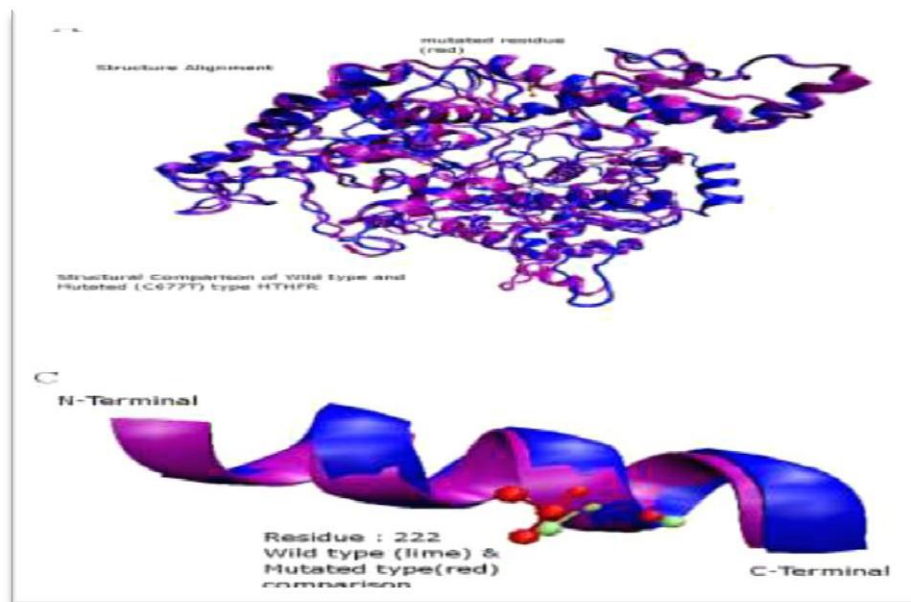 mutated residue
(red)
Structure Alignment
Structural Comparison of Wild type and
Mutated (C677T) type MTHFR
C
N-Terminal
Residue : 222
Wild type (lime) &
Mutated type(red)
comparison
C-Terminal